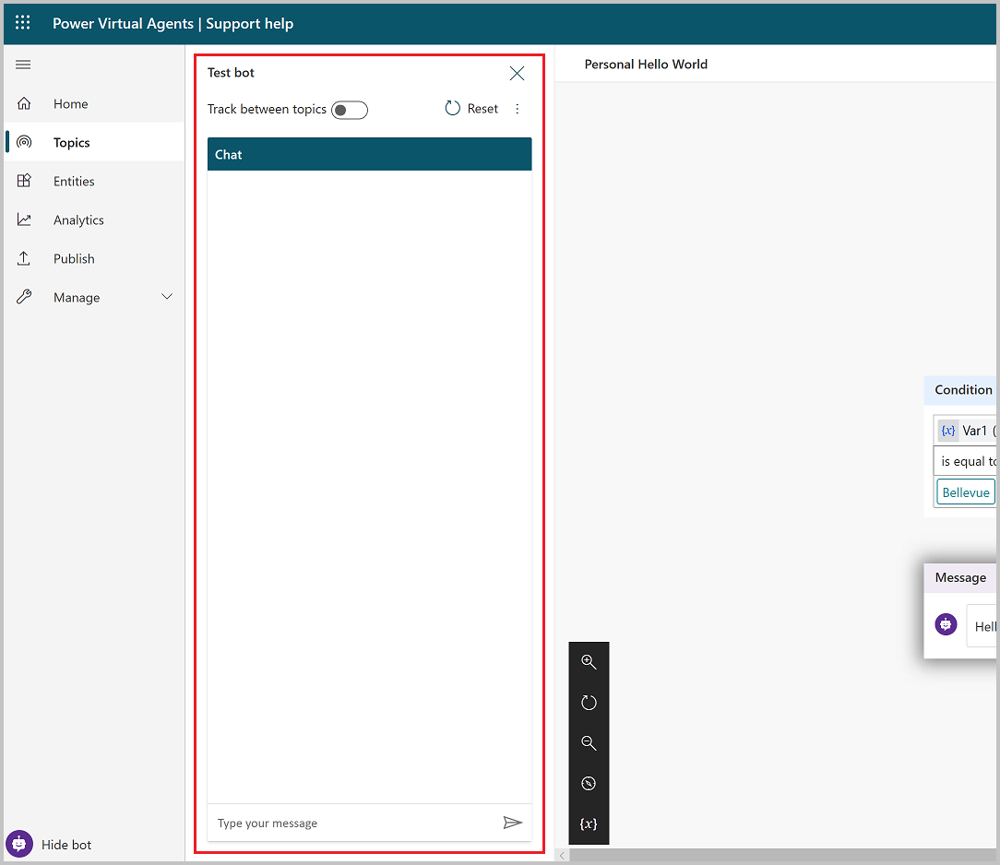 Power Virtual Agents | Support help
Home
Topics
Entities
Analytics
Publish
Manage
Hide bot
Test bot
Track between topics
Reset
Chat
Type your message
Personal Hello World
Condition
{x} Var1 (
is equal to
Bellevue
Message
Hell
{x}